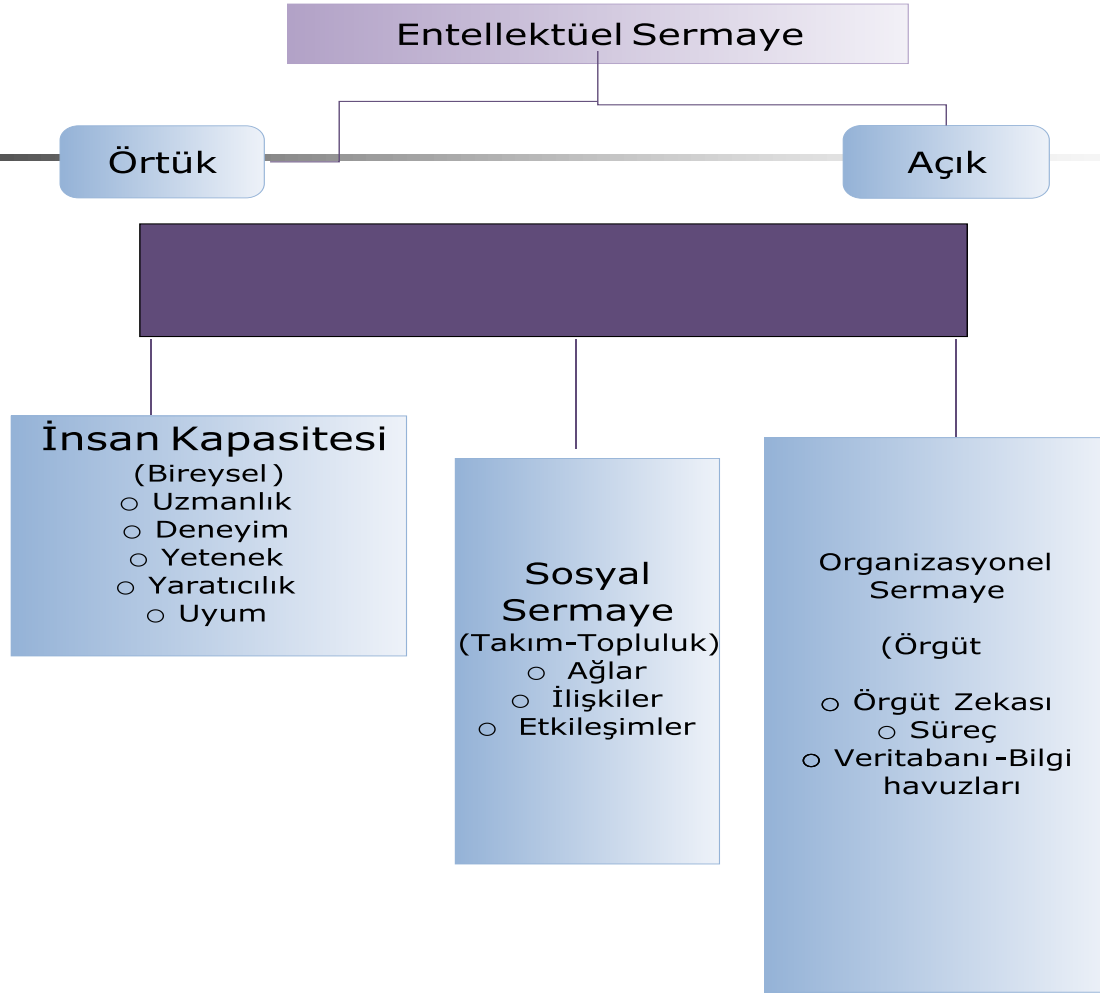 Entellektüel Sermaye
Örtük
Açık
İnsan Kapasitesi
(Bireysel)
o Uzmanlık
o Deneyim
o Yetenek
o Yaratıcılık
o Uyum
Sosyal
Sermaye
(Takım-Topluluk)
o Ağlar
o İlişkiler
o Etkileşimler
Organizasyonel
Sermaye
(Örgüt
o Örgüt Zekası
o Süreç
o Veritabanı-Bilgi
havuzları